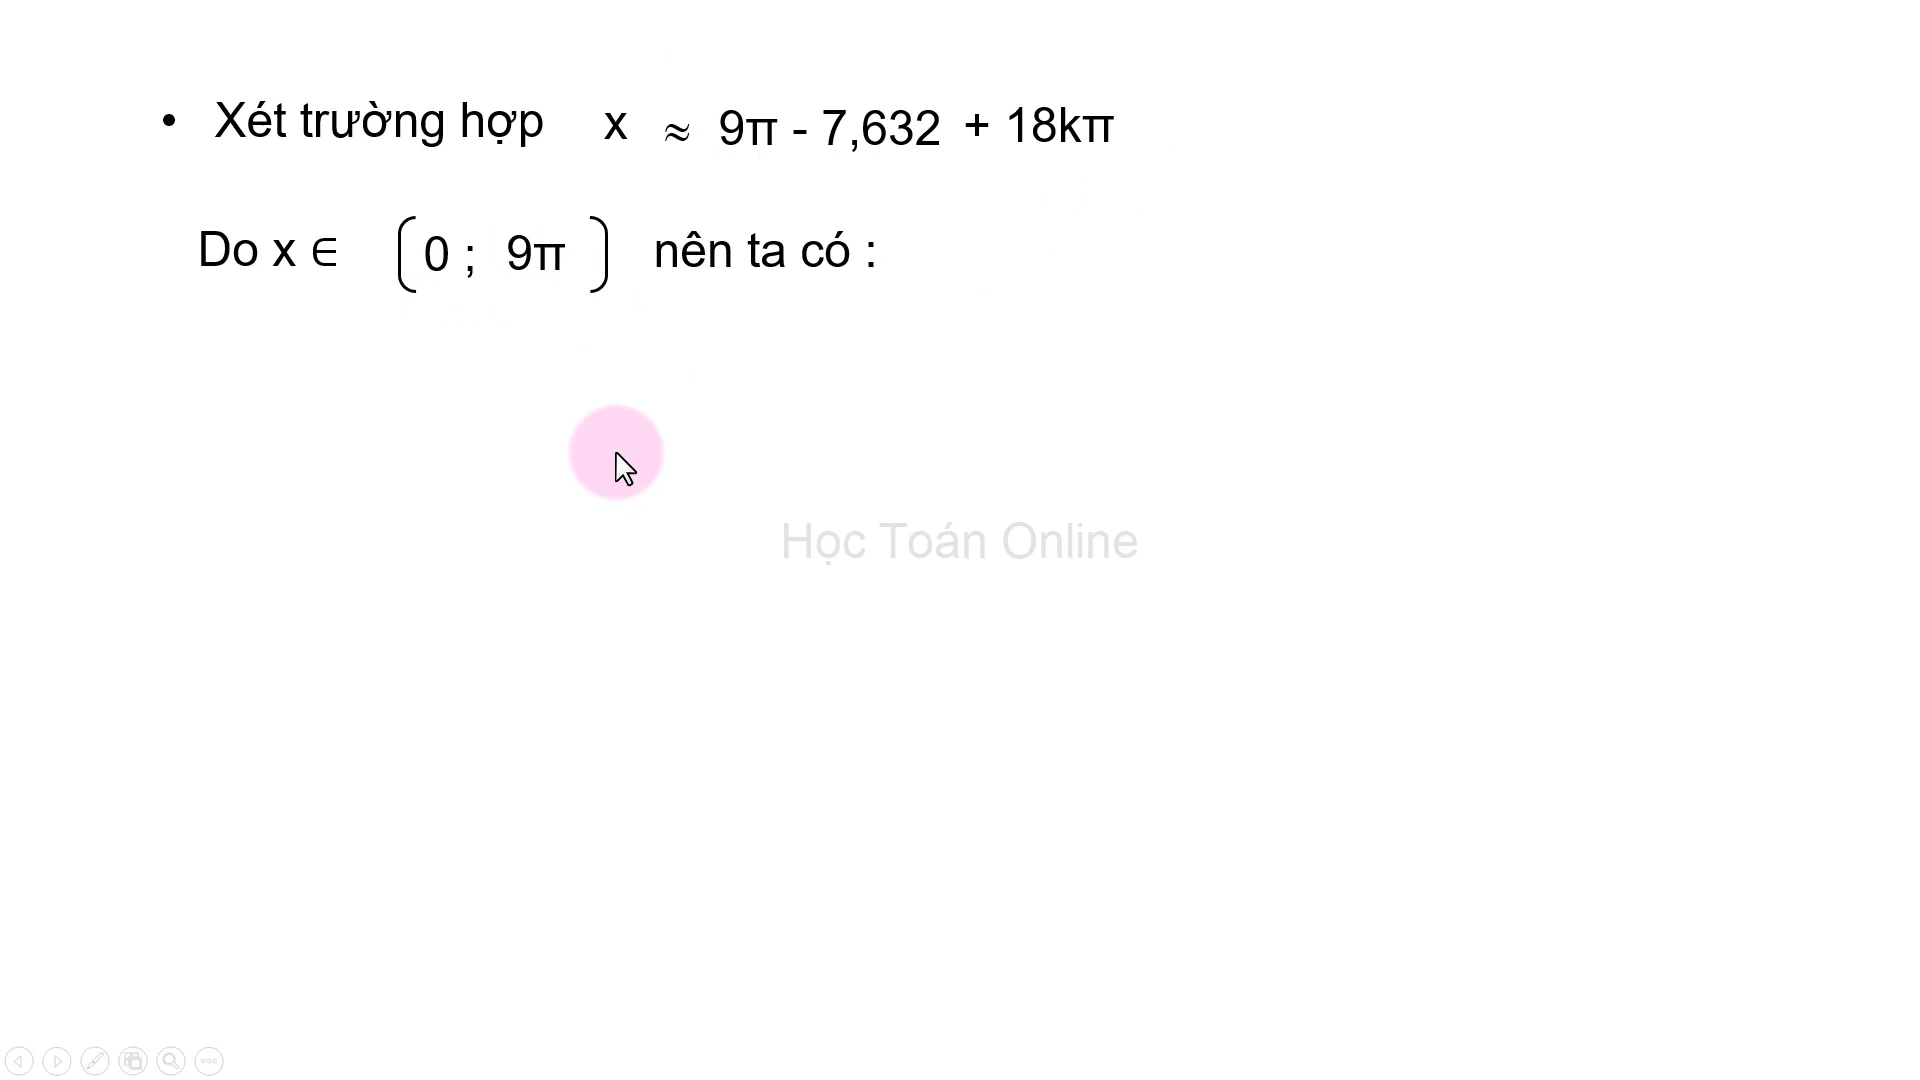 • Xét trường hợp x ≈ 9π - 7,632 + 18kπ
Do x ∈ (0 ; 9π) nên ta có :
Học Toán Online